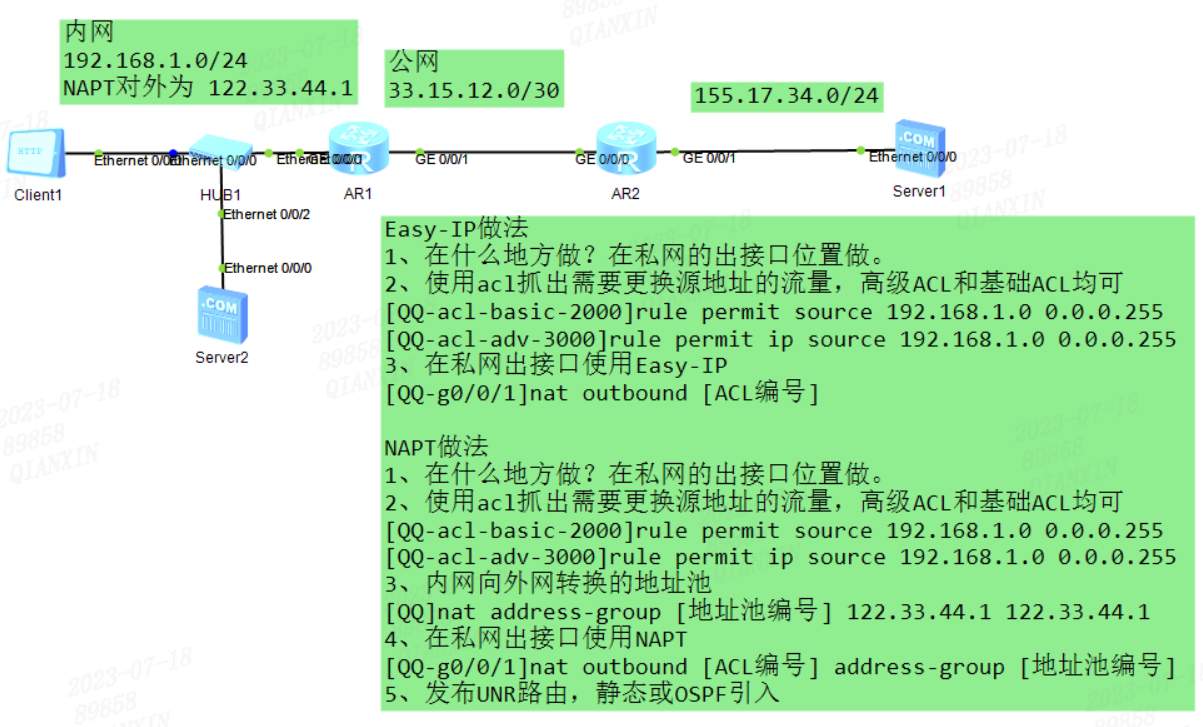 内网
192.168.1.0/24
NAPT对外为 122.33.44.1
公网
33.15.12.0/30
155.17.34.0/24
HTTP
Ethernet 0/0/0
Ethernet 0/0/0
Ethernet 0/0/1
GE 0/0/0
GE 0/0/1
GE 0/0/0
GE 0/0/1
Ethernet 0/0/0
.COM
Client1
HUB1
AR1
AR2
Server1
Ethernet 0/0/2
Ethernet 0/0/0
.COM
Server2
Easy-IP做法
1、在什么地方做？在私网的出接口位置做。
2、使用acl抓出需要更换源地址的流量，高级ACL和基础ACL均可
[QQ-acl-basic-2000]rule permit source 192.168.1.0 0.0.0.255
[QQ-acl-adv-3000]rule permit ip source 192.168.1.0 0.0.0.255
3、在私网出接口使用Easy-IP
[QQ-g0/0/1]nat outbound [ACL编号]
NAPT做法
1、在什么地方做？在私网的出接口位置做。
2、使用acl抓出需要更换源地址的流量，高级ACL和基础ACL均可
[QQ-acl-basic-2000]rule permit source 192.168.1.0 0.0.0.255
[QQ-acl-adv-3000]rule permit ip source 192.168.1.0 0.0.0.255
3、内网向外网转换的地址池
[QQ]nat address-group [地址池编号] 122.33.44.1 122.33.44.1
4、在私网出接口使用NAPT
[QQ-g0/0/1]nat outbound [ACL编号] address-group [地址池编号]
5、发布UNR路由，静态或OSPF引入
2023-07-18
89858
QIANXIN